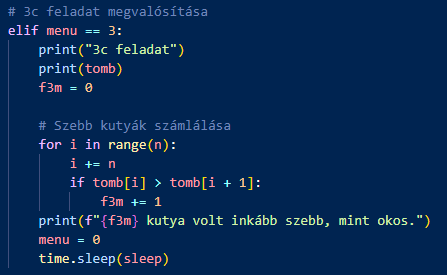 # 3c feladat megvalósítása
elif menu == 3:
    print("3c feladat")
    print(tomb)
    f3m = 0

    # Szebb kutyák számlálása
    for i in range(n):
        i += n
        if tomb[i] > tomb[i + 1]:
            f3m += 1
    print(f"{f3m} kutya volt inkább szebb, mint okos.")
    menu = 0
    time.sleep(sleep)